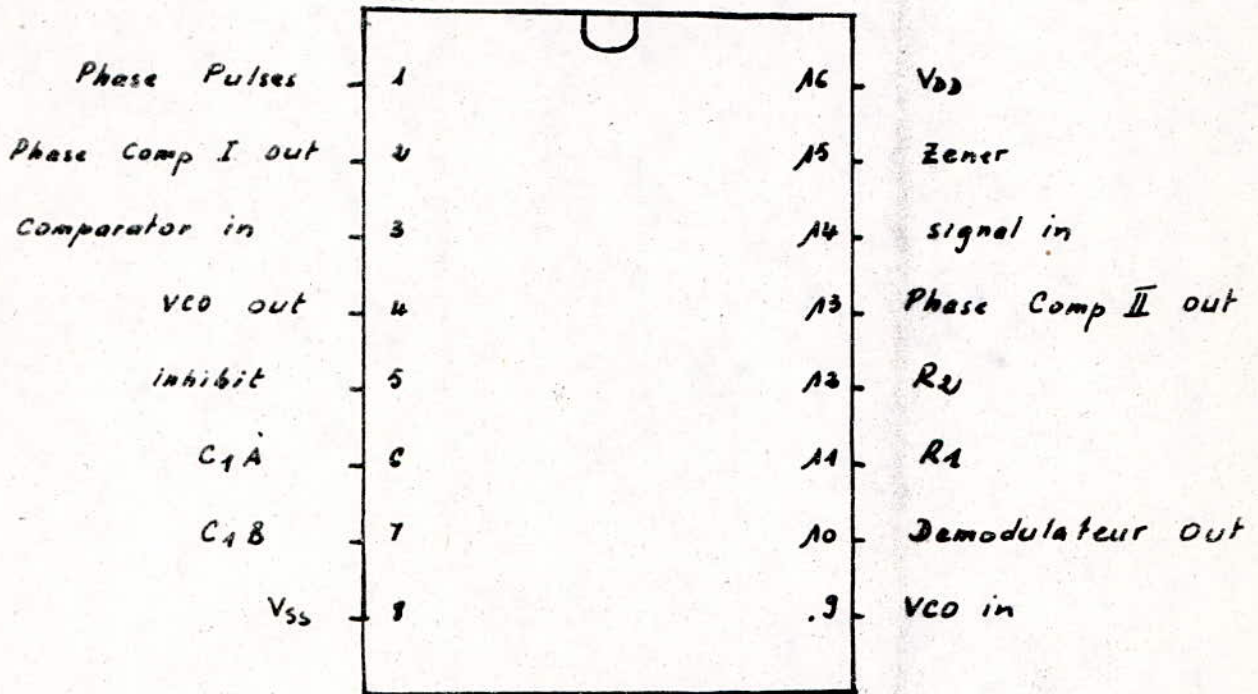 Phase Pulses 1 16 VDD
Phase Comp I out 2 15 Zener
Comparator in 3 14 signal in
VCO out 4 13 Phase Comp II out
inhibit 5 12 R2
C1A 6 11 R1
C1B 7 10 Demodulateur Out
VSS 8 9 VCO in